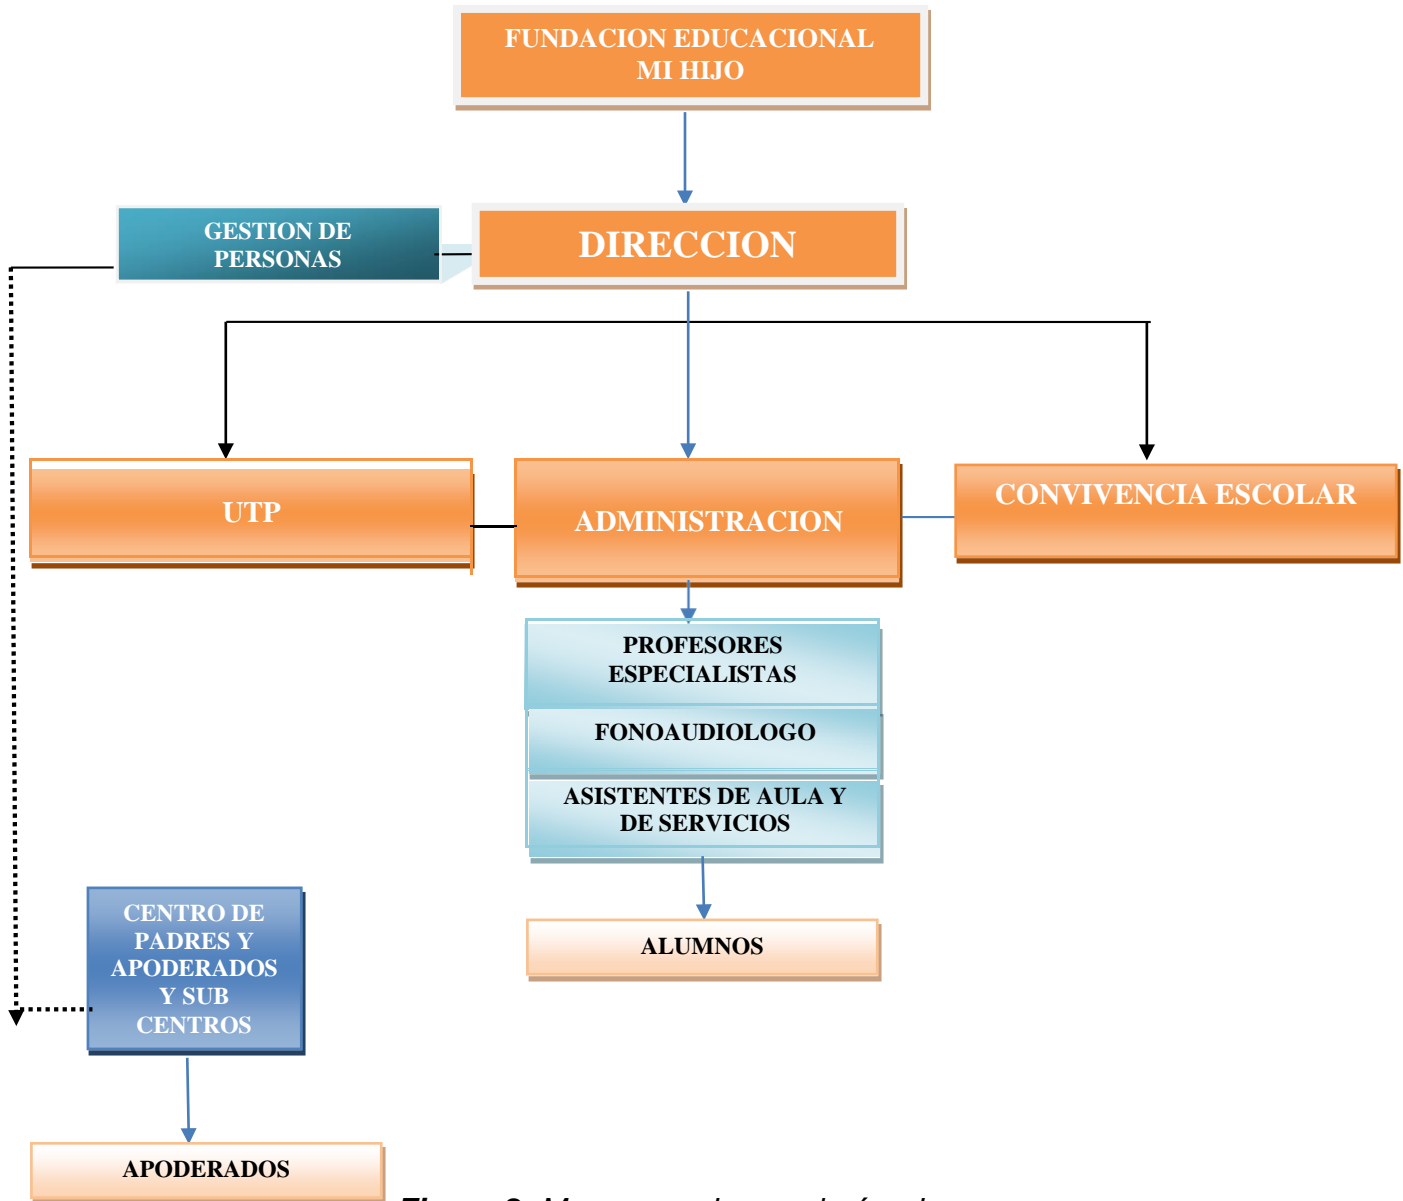 FUNDACION EDUCACIONAL
MI HIJO
GESTION DE
PERSONAS
DIRECCION
UTP
ADMINISTRACION
CONVIVENCIA ESCOLAR
PROFESORES
ESPECIALISTAS
FONOAUDIOLOGO
ASISTENTES DE AULA Y
DE SERVICIOS
CENTRO DE
PADRES Y
APODERADOS
Y SUB
CENTROS
ALUMNOS
APODERADOS